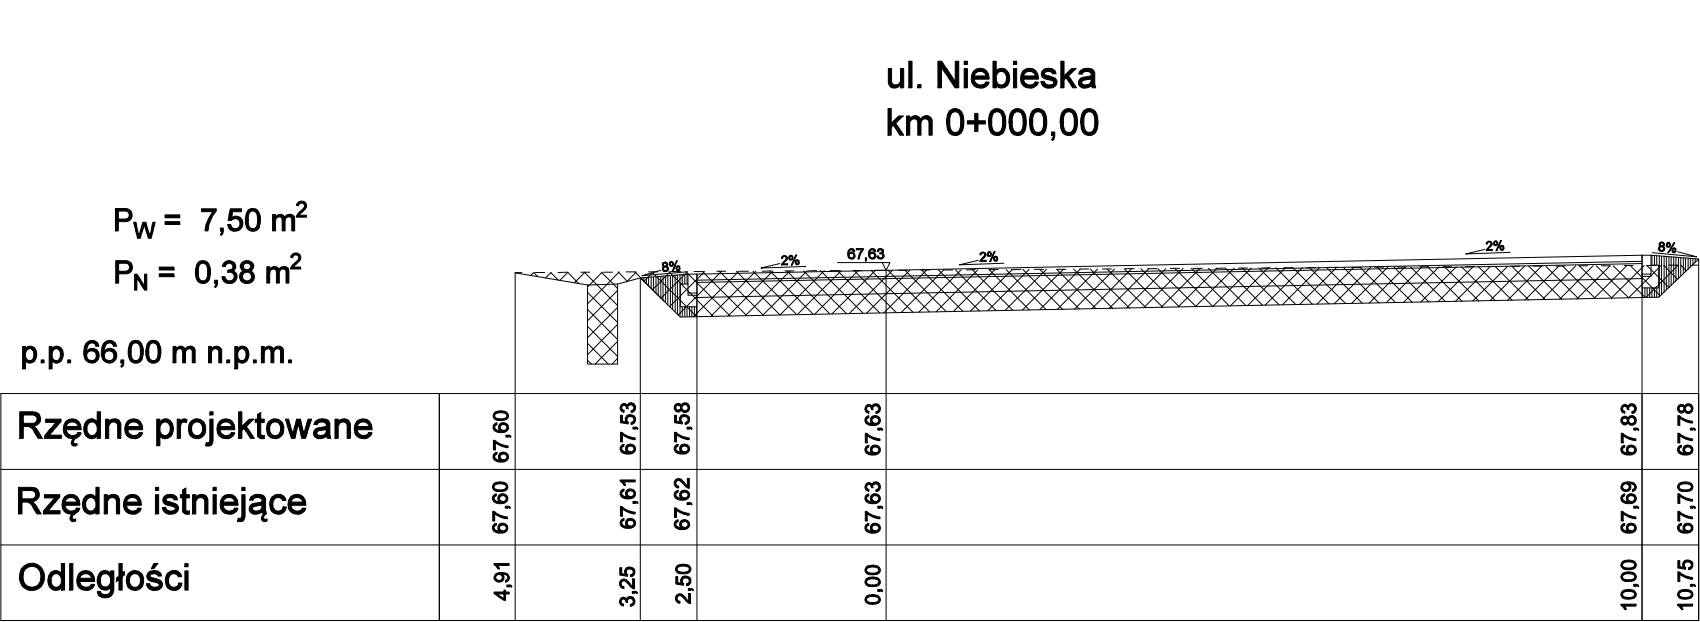 ul. Niebieska
km 0+000,00
P_W = 7,50 m²
P_N = 0,38 m²
p.p. 66,00 m n.p.m.
8%
2%
67,63
2%
2%
8%
Rzędne projektowane 67,60 67,53 67,58 67,63 67,83 67,78
Rzędne istniejące 67,60 67,61 67,62 67,63 67,69 67,70
Odległości 4,91 3,25 2,50 0,00 10,00 10,75